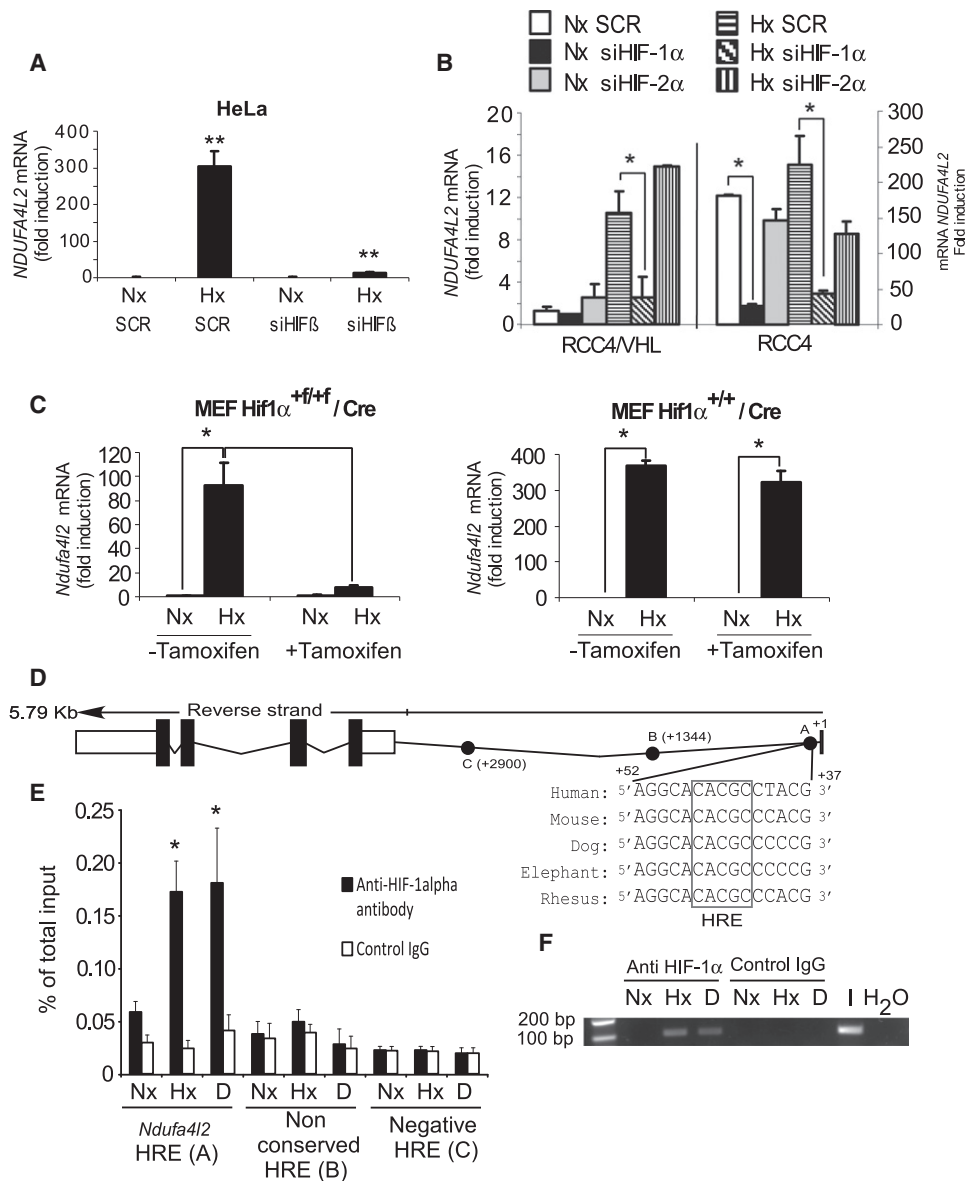 A
HeLa
NDUFA4L2 mRNA
(fold induction)
400
300
200
100
0
**
**
Nx Hx Nx Hx
SCR SCR siHIFß siHIFß
B
Nx SCR
Nx siHIF-1α
Nx siHIF-2α
Hx SCR
Hx siHIF-1α
Hx siHIF-2α
NDUFA4L2 mRNA
(fold induction)
20
16
12
8
4
0
*
*
*
300
250
200
150
100
50
0
mRNA NDUFA4L2
Fold induction
RCC4/VHL RCC4
C
MEF Hif1α+f/+f / Cre
Ndufa4l2 mRNA
(fold induction)
120
100
80
60
40
20
0
*
Nx Hx Nx Hx
-Tamoxifen +Tamoxifen
MEF Hif1α+/+ / Cre
Ndufa4l2 mRNA
(fold induction)
400
300
200
100
0
*
*
Nx Hx Nx Hx
-Tamoxifen +Tamoxifen
D
5.79 Kb Reverse strand
C (+2900)
B (+1344)
A
+1
+52 +37
Human: 5' AGGCACACGCCTACG 3'
Mouse: 5' AGGCACACGCCCACG 3'
Dog: 5' AGGCACACGCCCCCG 3'
Elephant: 5' AGGCACACGCCCCCG 3'
Rhesus: 5' AGGCACACGCCCACG 3'
HRE
E
% of total input
0.25
0.20
0.15
0.10
0.05
0
*
*
Anti-HIF-1alpha
antibody
Control IgG
Nx Hx D Nx Hx D Nx Hx D
Ndufa4l2
HRE (A)
Non
conserved
HRE (B)
Negative
HRE (C)
F
Anti HIF-1α Control IgG
Nx Hx D Nx Hx D I H2O
200 bp
100 bp